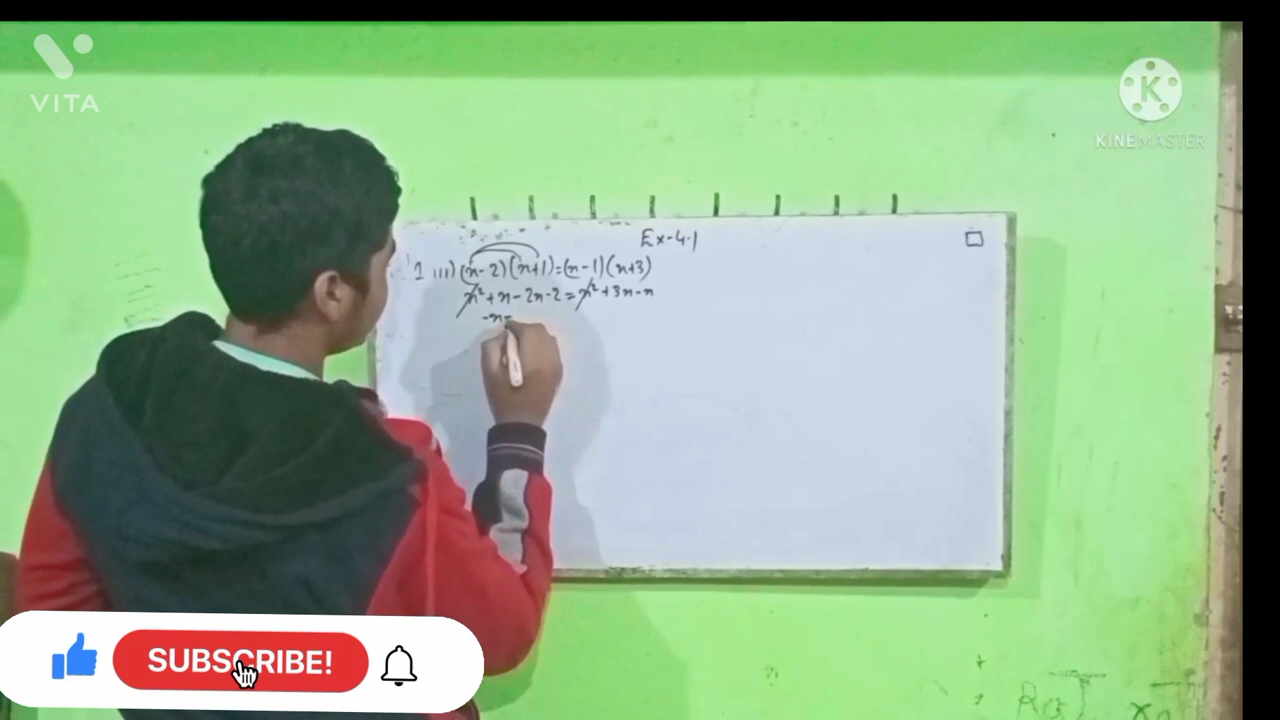 VITA
KINEMASTER
Ex-4.1
1 iii) (x-2)(x+1)=(x-1)(x+3)
x²+x-2x-2=x²+3x-x
-x-
SUBSCRIBE!